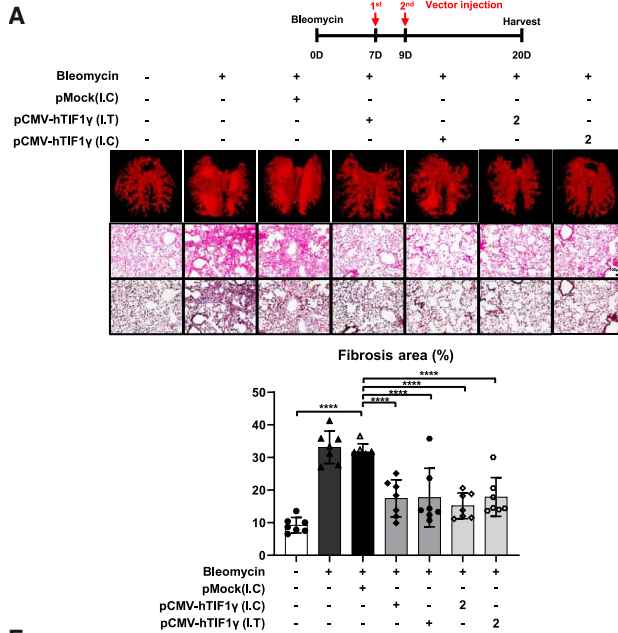 A
1st 2nd Vector injection
Bleomycin Harvest
0D 7D 9D 20D
Bleomycin - + + + + + +
pMock(I.C) - - + - - - -
pCMV-hTIF1γ (I.T) - - - + - 2 -
pCMV-hTIF1γ (I.C) - - - - + - 2
Fibrosis area (%)
****
****
****
**** ****
50
40
30
20
10
0
Bleomycin - + + + + + +
pMock(I.C) - - + - - - -
pCMV-hTIF1γ (I.C) - - - + - 2 -
pCMV-hTIF1γ (I.T) - - - - + - 2